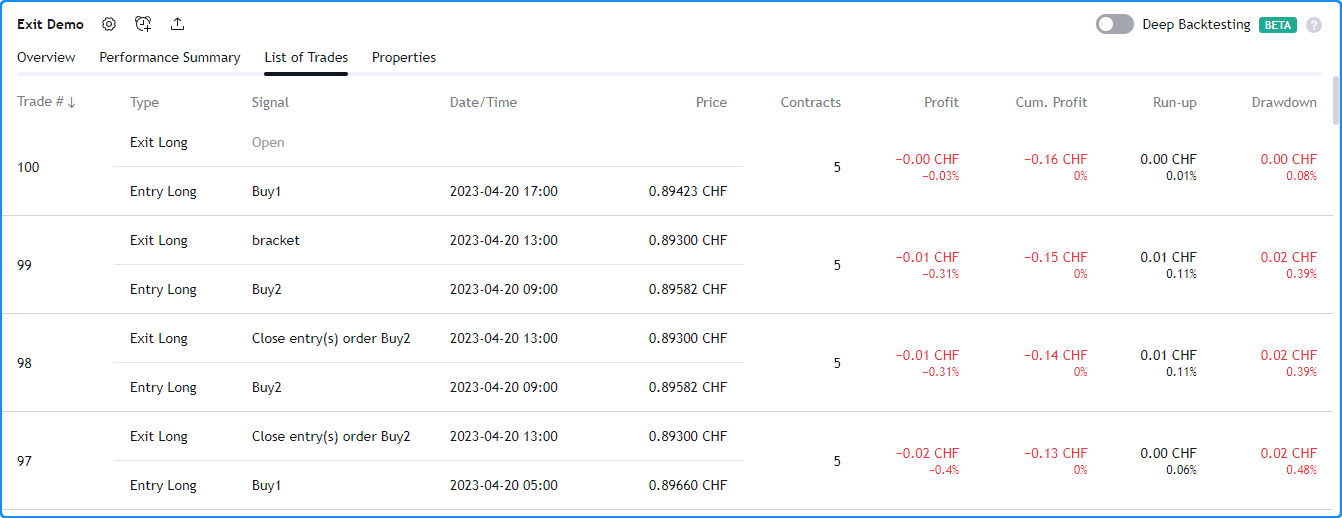 Exit Demo Deep Backtesting BETA ?
Overview Performance Summary List of Trades Properties
Trade # ↓ Type Signal Date/Time Price Contracts Profit Cum. Profit Run-up Drawdown
100 Exit Long Open 5 −0.00 CHF −0.16 CHF 0.00 CHF 0.00 CHF
−0.03% 0% 0.01% 0.08%
Entry Long Buy1 2023-04-20 17:00 0.89423 CHF
99 Exit Long bracket 2023-04-20 13:00 0.89300 CHF 5 −0.01 CHF −0.15 CHF 0.01 CHF 0.02 CHF
−0.31% 0% 0.11% 0.39%
Entry Long Buy2 2023-04-20 09:00 0.89582 CHF
98 Exit Long Close entry(s) order Buy2 2023-04-20 13:00 0.89300 CHF 5 −0.01 CHF −0.14 CHF 0.01 CHF 0.02 CHF
−0.31% 0% 0.11% 0.39%
Entry Long Buy2 2023-04-20 09:00 0.89582 CHF
97 Exit Long Close entry(s) order Buy2 2023-04-20 13:00 0.89300 CHF 5 −0.02 CHF −0.13 CHF 0.00 CHF 0.02 CHF
−0.4% 0% 0.06% 0.48%
Entry Long Buy1 2023-04-20 05:00 0.89660 CHF